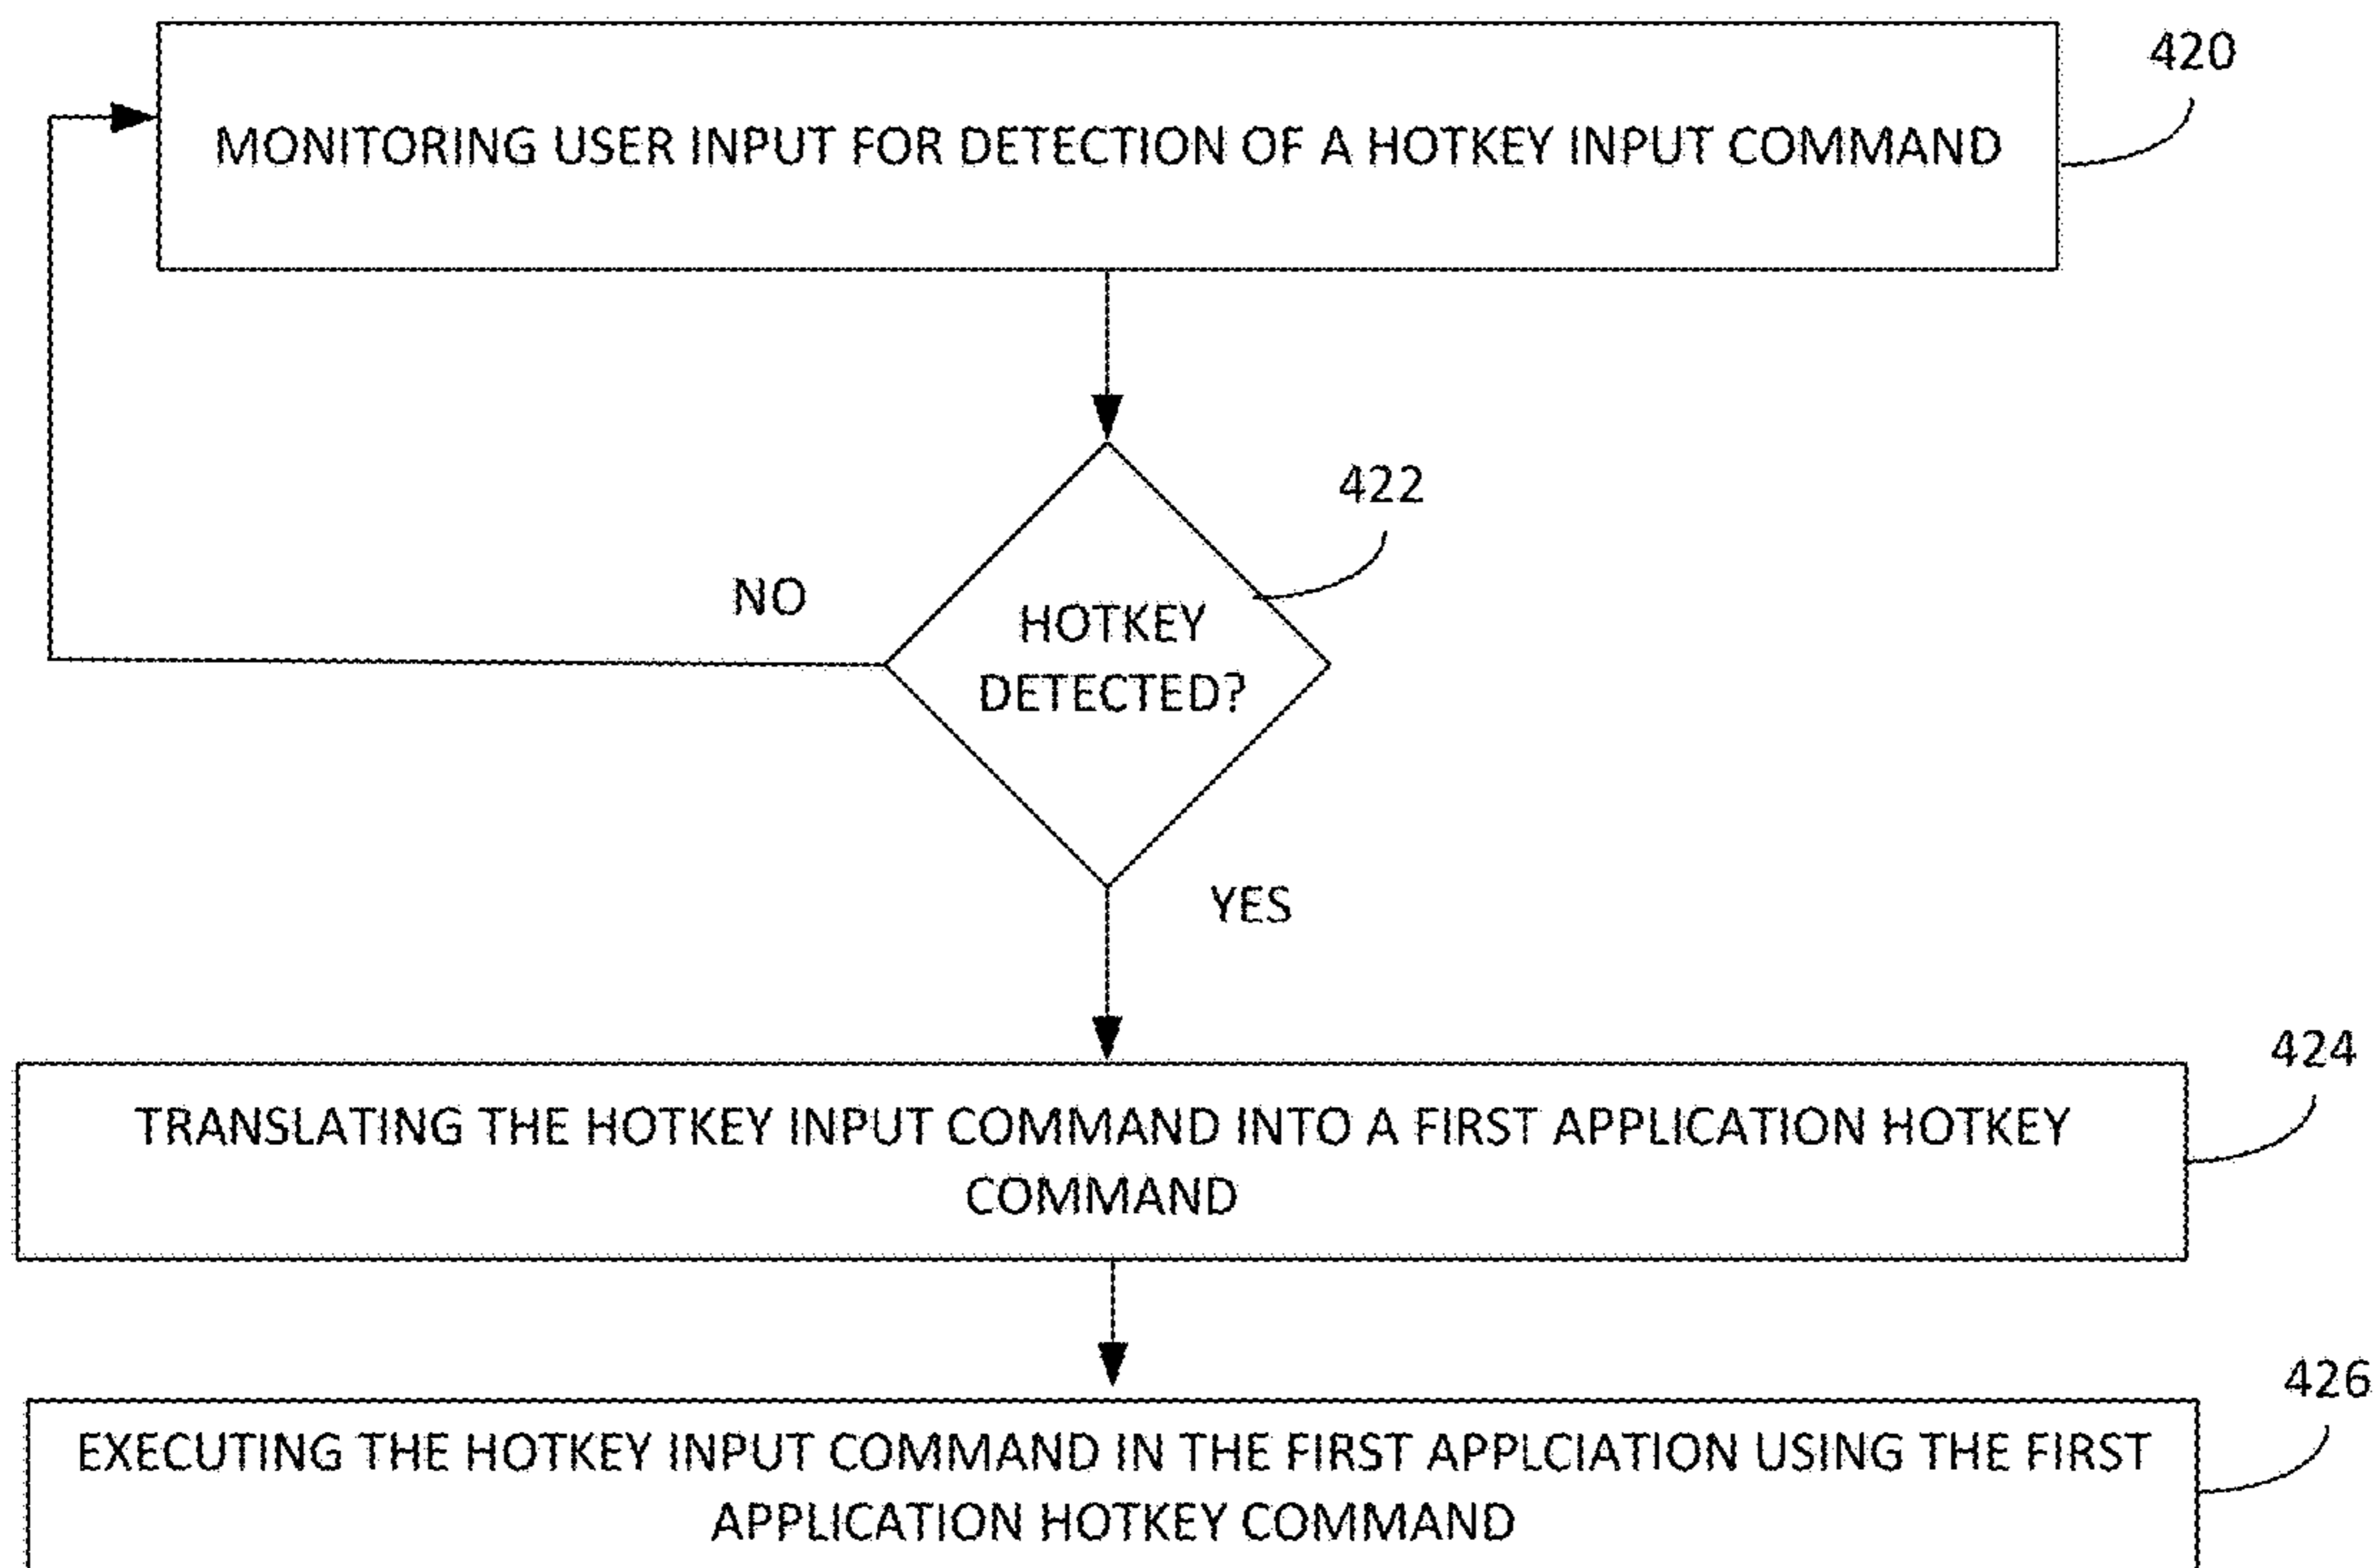 420
MONITORING USER INPUT FOR DETECTION OF A HOTKEY INPUT COMMAND
422
NO
HOTKEY
DETECTED?
YES
424
TRANSLATING THE HOTKEY INPUT COMMAND INTO A FIRST APPLICATION HOTKEY
COMMAND
426
EXECUTING THE HOTKEY INPUT COMMAND IN THE FIRST APPLCIATION USING THE FIRST
APPLICATION HOTKEY COMMAND